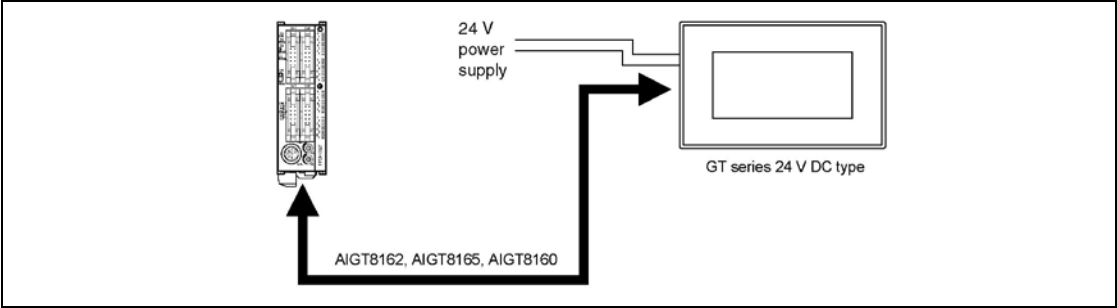 24 V
power
supply
GT series 24 V DC type
AIGT8162, AIGT8165, AIGT8160